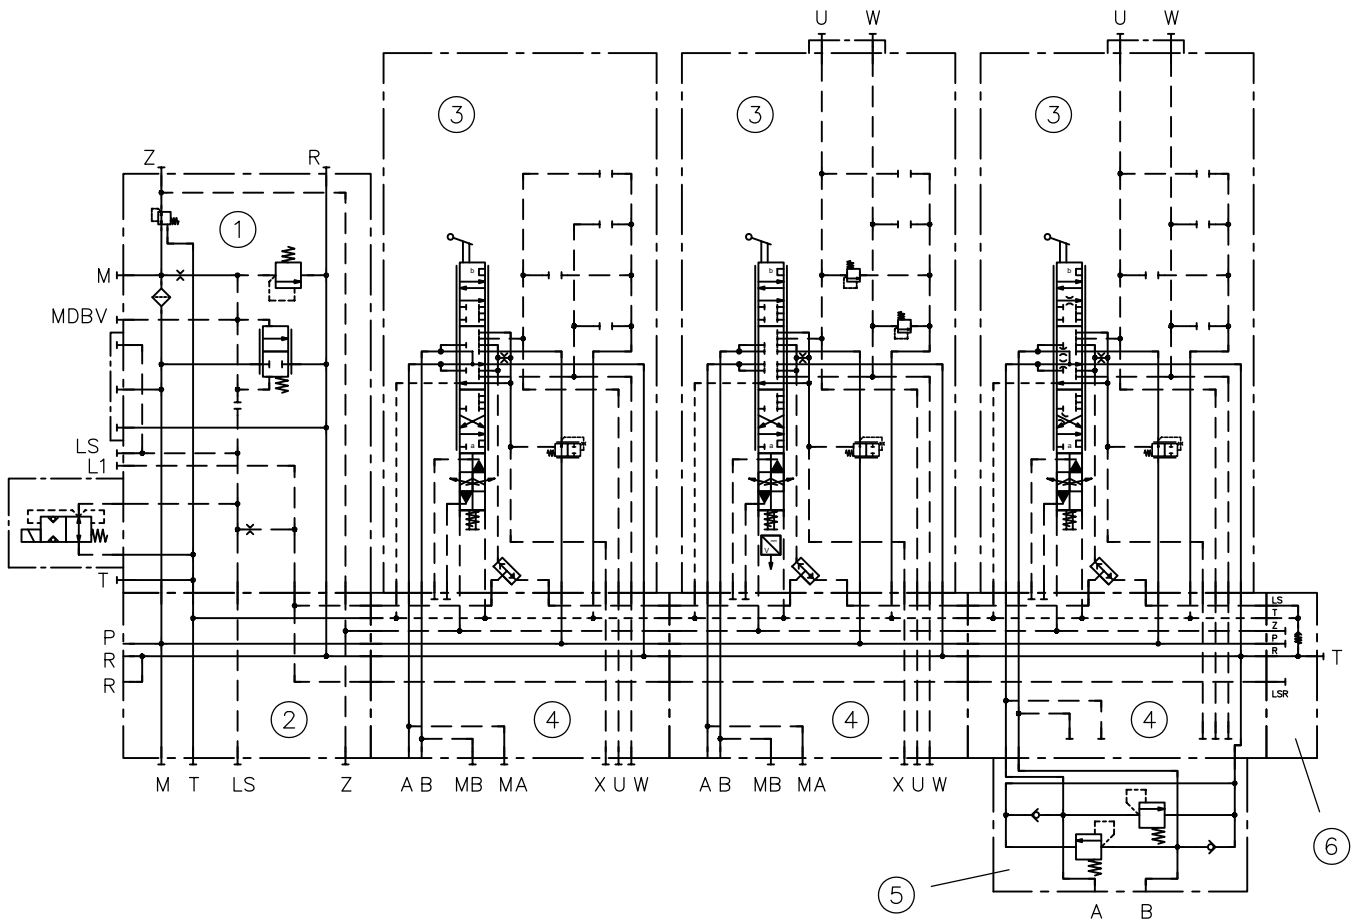 U W U W
3 3 3
Z R
1
b b b
M
MDBV
LS
L1
a a a
T
LS
T
Z
P P
R R
R
T
LSR
2 4 4 4
M T LS Z A B MB MA X U W A B MB MA X U W
6
5
A B